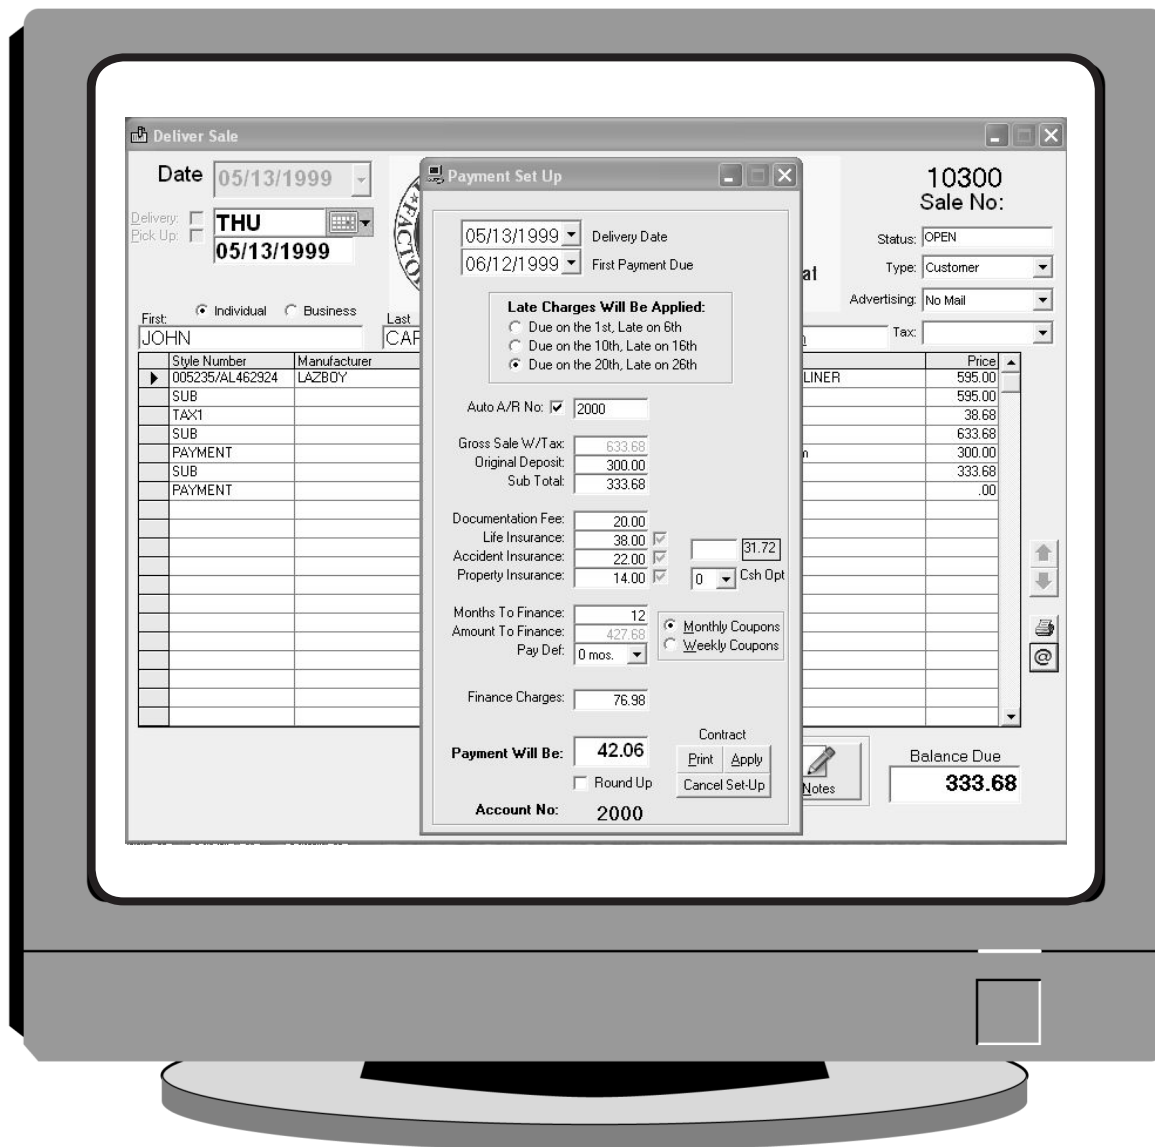 Deliver Sale
Date 05/13/1999
Delivery:
Pick Up:
THU
05/13/1999
10300
Sale No:
Status: OPEN
Type: Customer
Advertising: No Mail
Tax:
Individual Business
First: Last
JOHN
Style Number Manufacturer Price
005235/AL462924 LAZBOY 595.00
SUB 595.00
TAX1 38.68
SUB 633.68
PAYMENT 300.00
SUB 333.68
PAYMENT .00
Payment Set Up
05/13/1999 Delivery Date
06/12/1999 First Payment Due
Late Charges Will Be Applied:
Due on the 1st, Late on 6th
Due on the 10th, Late on 16th
Due on the 20th, Late on 26th
Auto A/R No: 2000
Gross Sale W/Tax: 633.68
Original Deposit: 300.00
Sub Total: 333.68
Documentation Fee: 20.00
Life Insurance: 38.00
Accident Insurance: 22.00 31.72
Property Insurance: 14.00 0 Csh Opt
Months To Finance: 12
Amount To Finance: 427.68
Pay Def: 0 mos.
Monthly Coupons
Weekly Coupons
Finance Charges: 76.98
Payment Will Be: 42.06
Round Up
Contract
Print Apply
Cancel Set-Up
Account No: 2000
Notes
Balance Due
333.68
@